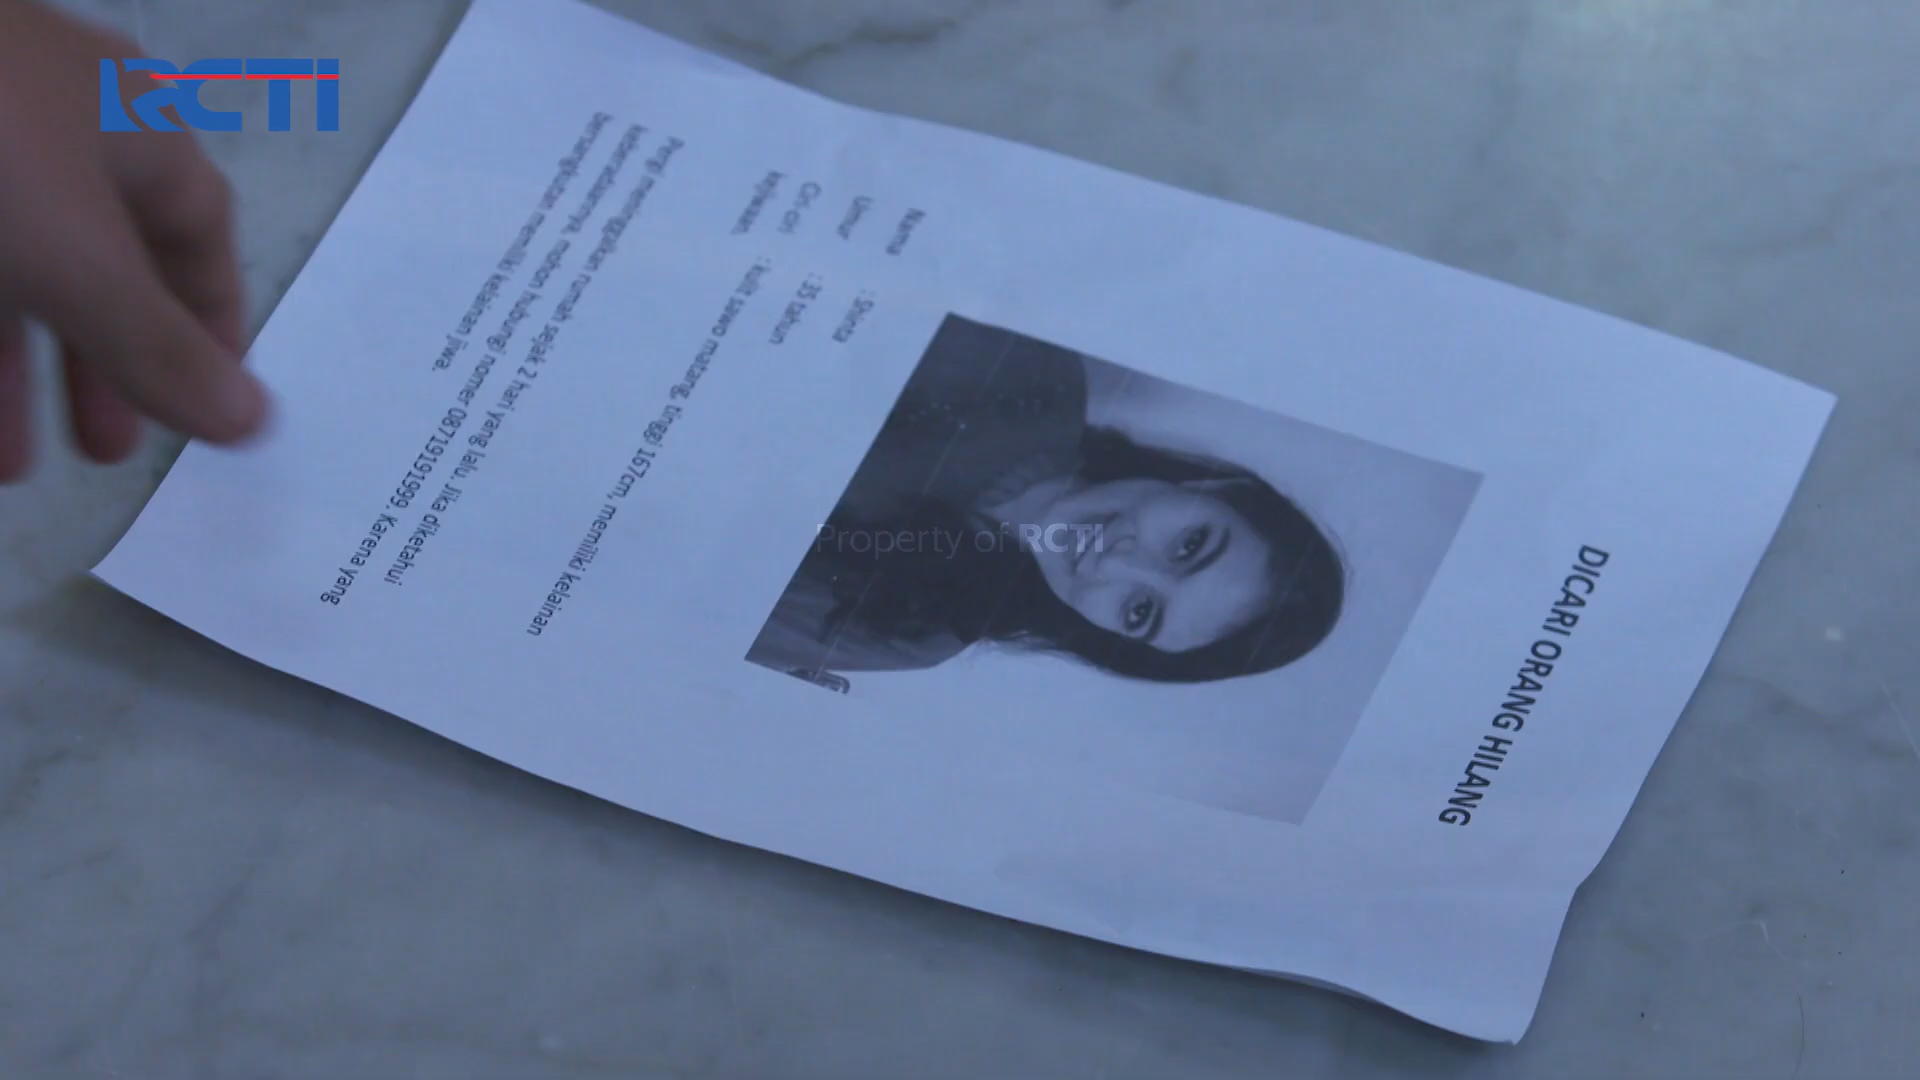 RCTI
DICARI ORANG HILANG
Property of RCTI
Nama : Shinta
Umur : 35 tahun
Ciri ciri : kulit sawo matang, tinggi 167cm, memiliki kelainan
kejiwaan.
Pergi meninggalkan rumah sejak 2 hari yang lalu. Jika diketahui
keberadaannya, mohon hubungi nomer 08719191999. Karena yang
bersangkutan memiliki kelainan jiwa.